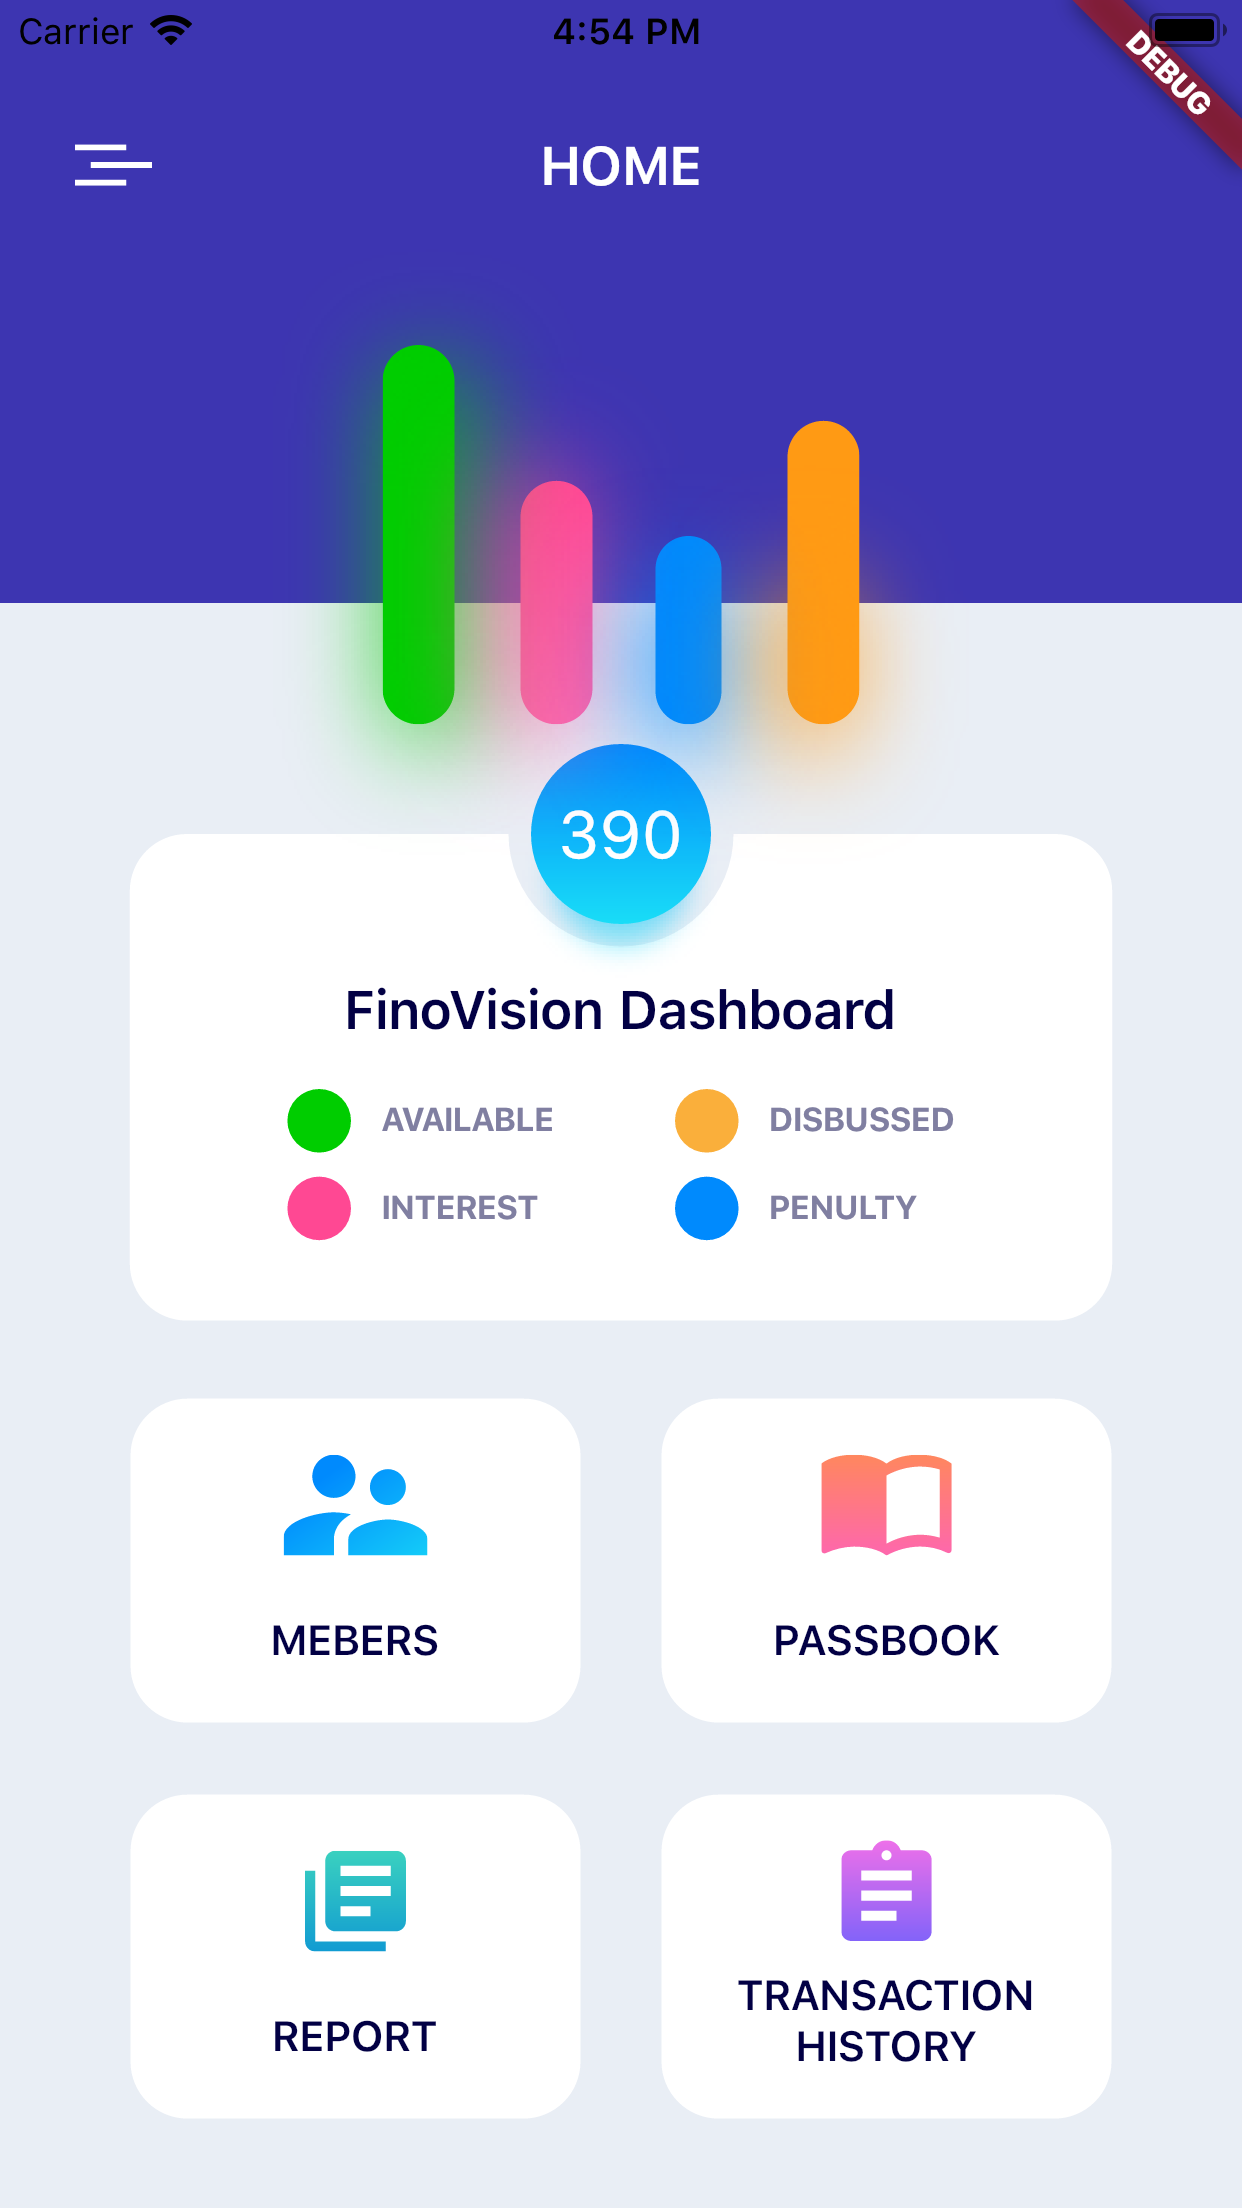 Carrier 4:54 PM
DEBUG
HOME
390
FinoVision Dashboard
AVAILABLE DISBUSSED
INTEREST PENULTY
MEBERS PASSBOOK
REPORT
TRANSACTION
HISTORY